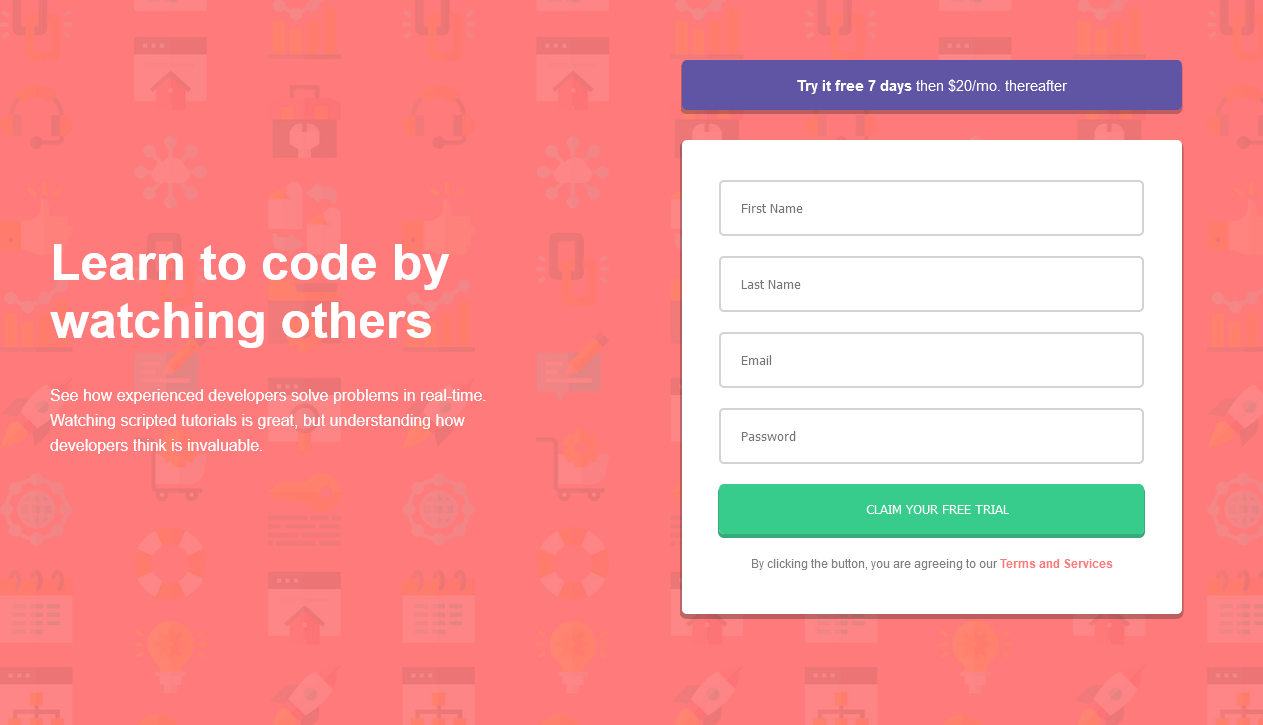 Learn to code by
watching others
See how experienced developers solve problems in real-time.
Watching scripted tutorials is great, but understanding how
developers think is invaluable.
Try it free 7 days then $20/mo. thereafter
First Name
Last Name
Email
Password
CLAIM YOUR FREE TRIAL
By clicking the button, you are agreeing to our Terms and Services